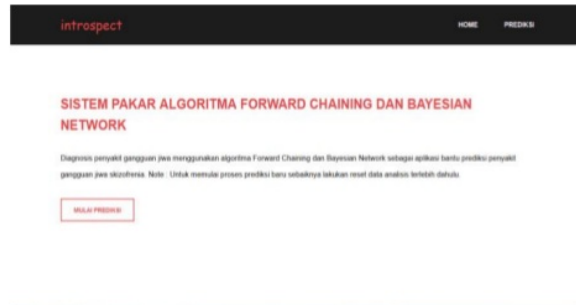 introspect
HOME PREDIKSI
SISTEM PAKAR ALGORITMA FORWARD CHAINING DAN BAYESIAN
NETWORK
Diagnosis penyakit gangguan jiwa menggunakan algoritma Forward Chaining dan Bayesian Network sebagai aplikasi bantu prediksi penyakit
gangguan jiwa skizofrenia. Note : Untuk memulai proses prediksi baru sebaiknya lakukan reset data analisis terlebih dahulu.
MULAI PREDIKSI